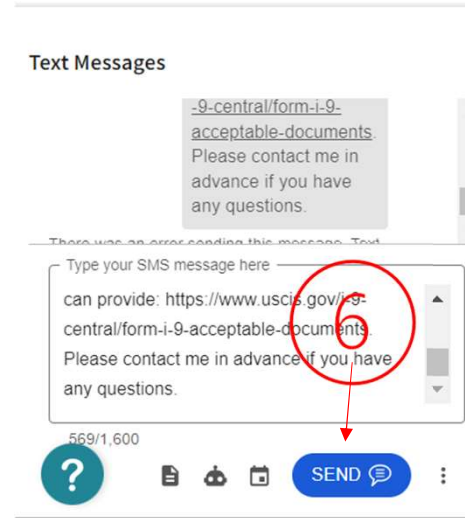 Text Messages
-9-central/form-i-9-
acceptable-documents.
Please contact me in
advance if you have
any questions.
There was an error sending this message. Text
Type your SMS message here
can provide: https://www.uscis.gov/i-9-
central/form-i-9-acceptable-documents.
Please contact me in advance if you have
any questions.
6
569/1,600
?
SEND